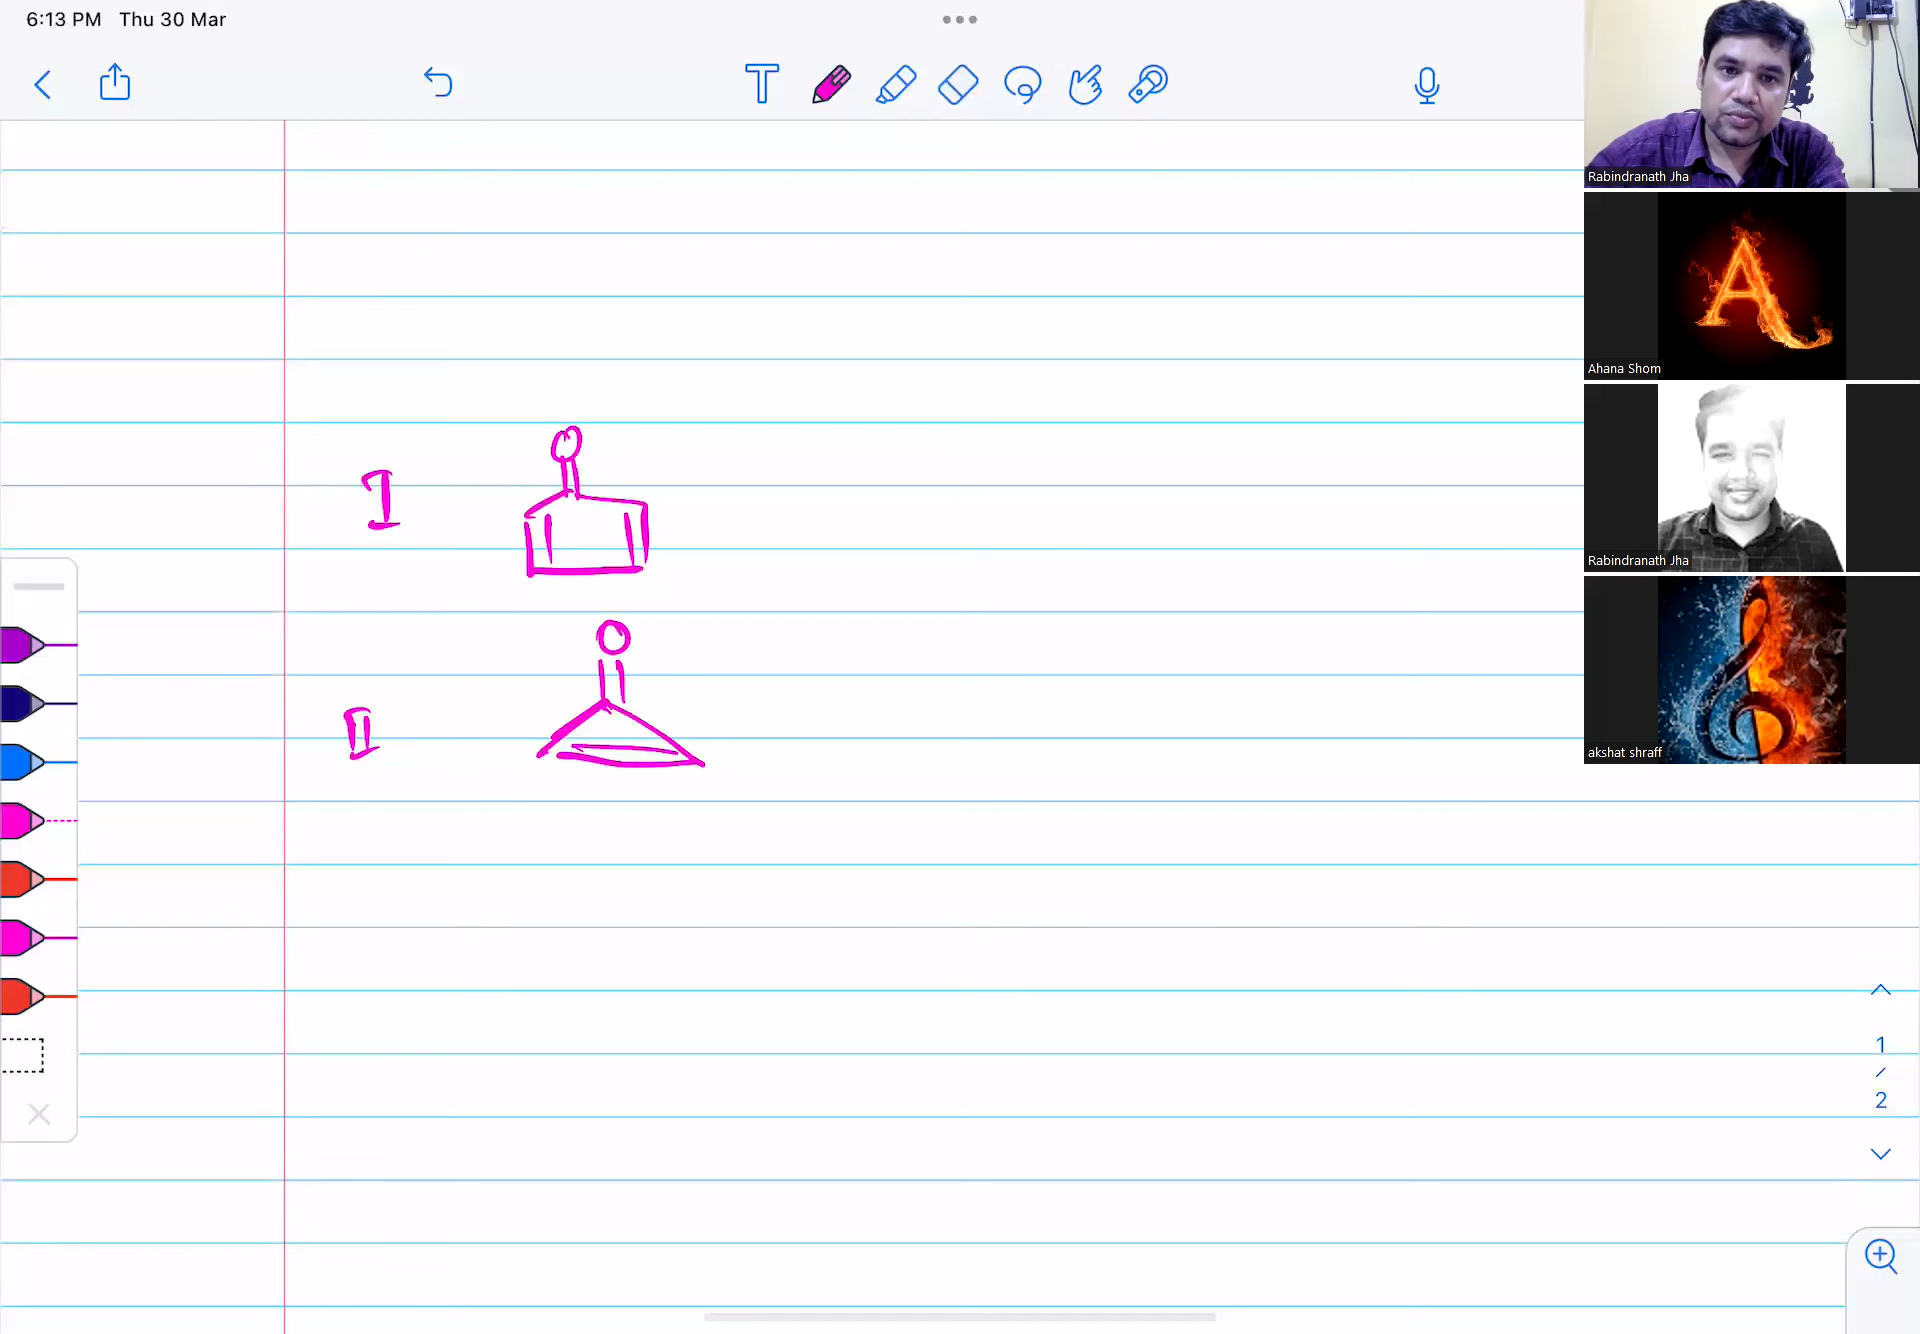 6:13 PM Thu 30 Mar
T
Rabindranath Jha
A
Ahana Shom
Rabindranath Jha
akshat shraff
I
O
II
O
1
/
2